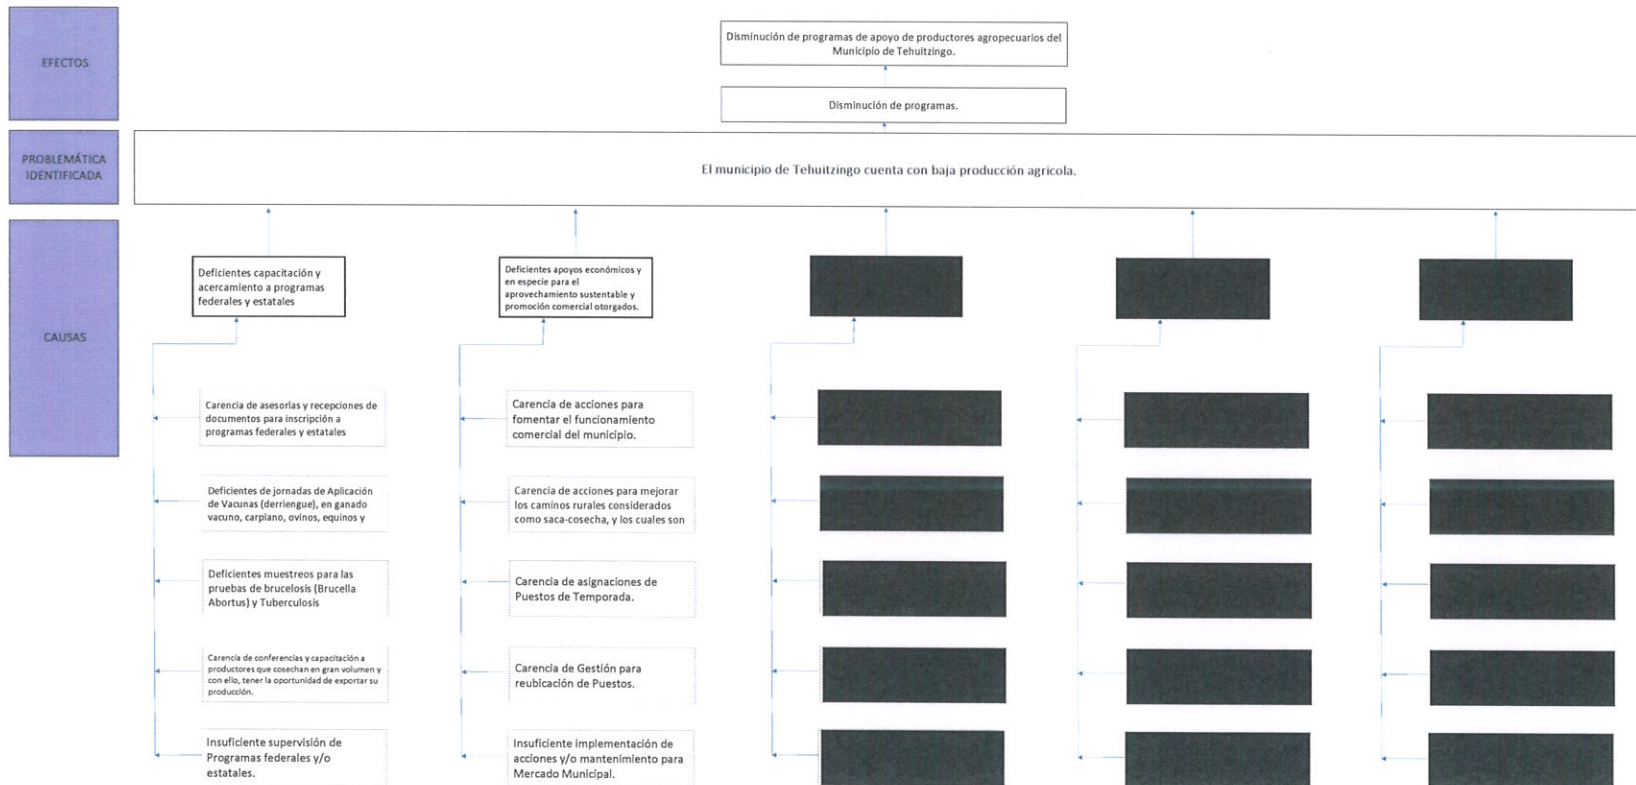 EFECTOS
Disminución de programas de apoyo de productores agropecuarios del
Municipio de Tehuitzingo.
Disminución de programas.
PROBLEMÁTICA
IDENTIFICADA
El municipio de Tehuitzingo cuenta con baja producción agricola.
CAUSAS
Deficientes capacitación y
acercamiento a programas
federales y estatales
Carencia de asesorias y recepciones de
documentos para inscripción a
programas federales y estatales
Deficientes de jornadas de Aplicación
de Vacunas (derriengue), en ganado
vacuno, carpiano, ovinos, equinos y
Deficientes muestreos para las
pruebas de brucelosis (Brucella
Abortus) y Tuberculosis
Carencia de conferencias y capacitación a
productores que cosechan en gran volumen y
con ello, tener la oportunidad de exportar su
producción.
Insuficiente supervisión de
Programas federales y/o
estatales.
Deficientes apoyos económicos y
en especie para el
aprovechamiento sustentable y
promoción comercial otorgados.
Carencia de acciones para
fomentar el funcionamiento
comercial del municipio.
Carencia de acciones para mejorar
los caminos rurales considerados
como saca-cosecha, y los cuales son
Carencia de asignaciones de
Puestos de Temporada.
Carencia de Gestión para
reubicación de Puestos.
Insuficiente implementación de
acciones y/o mantenimiento para
Mercado Municipal.